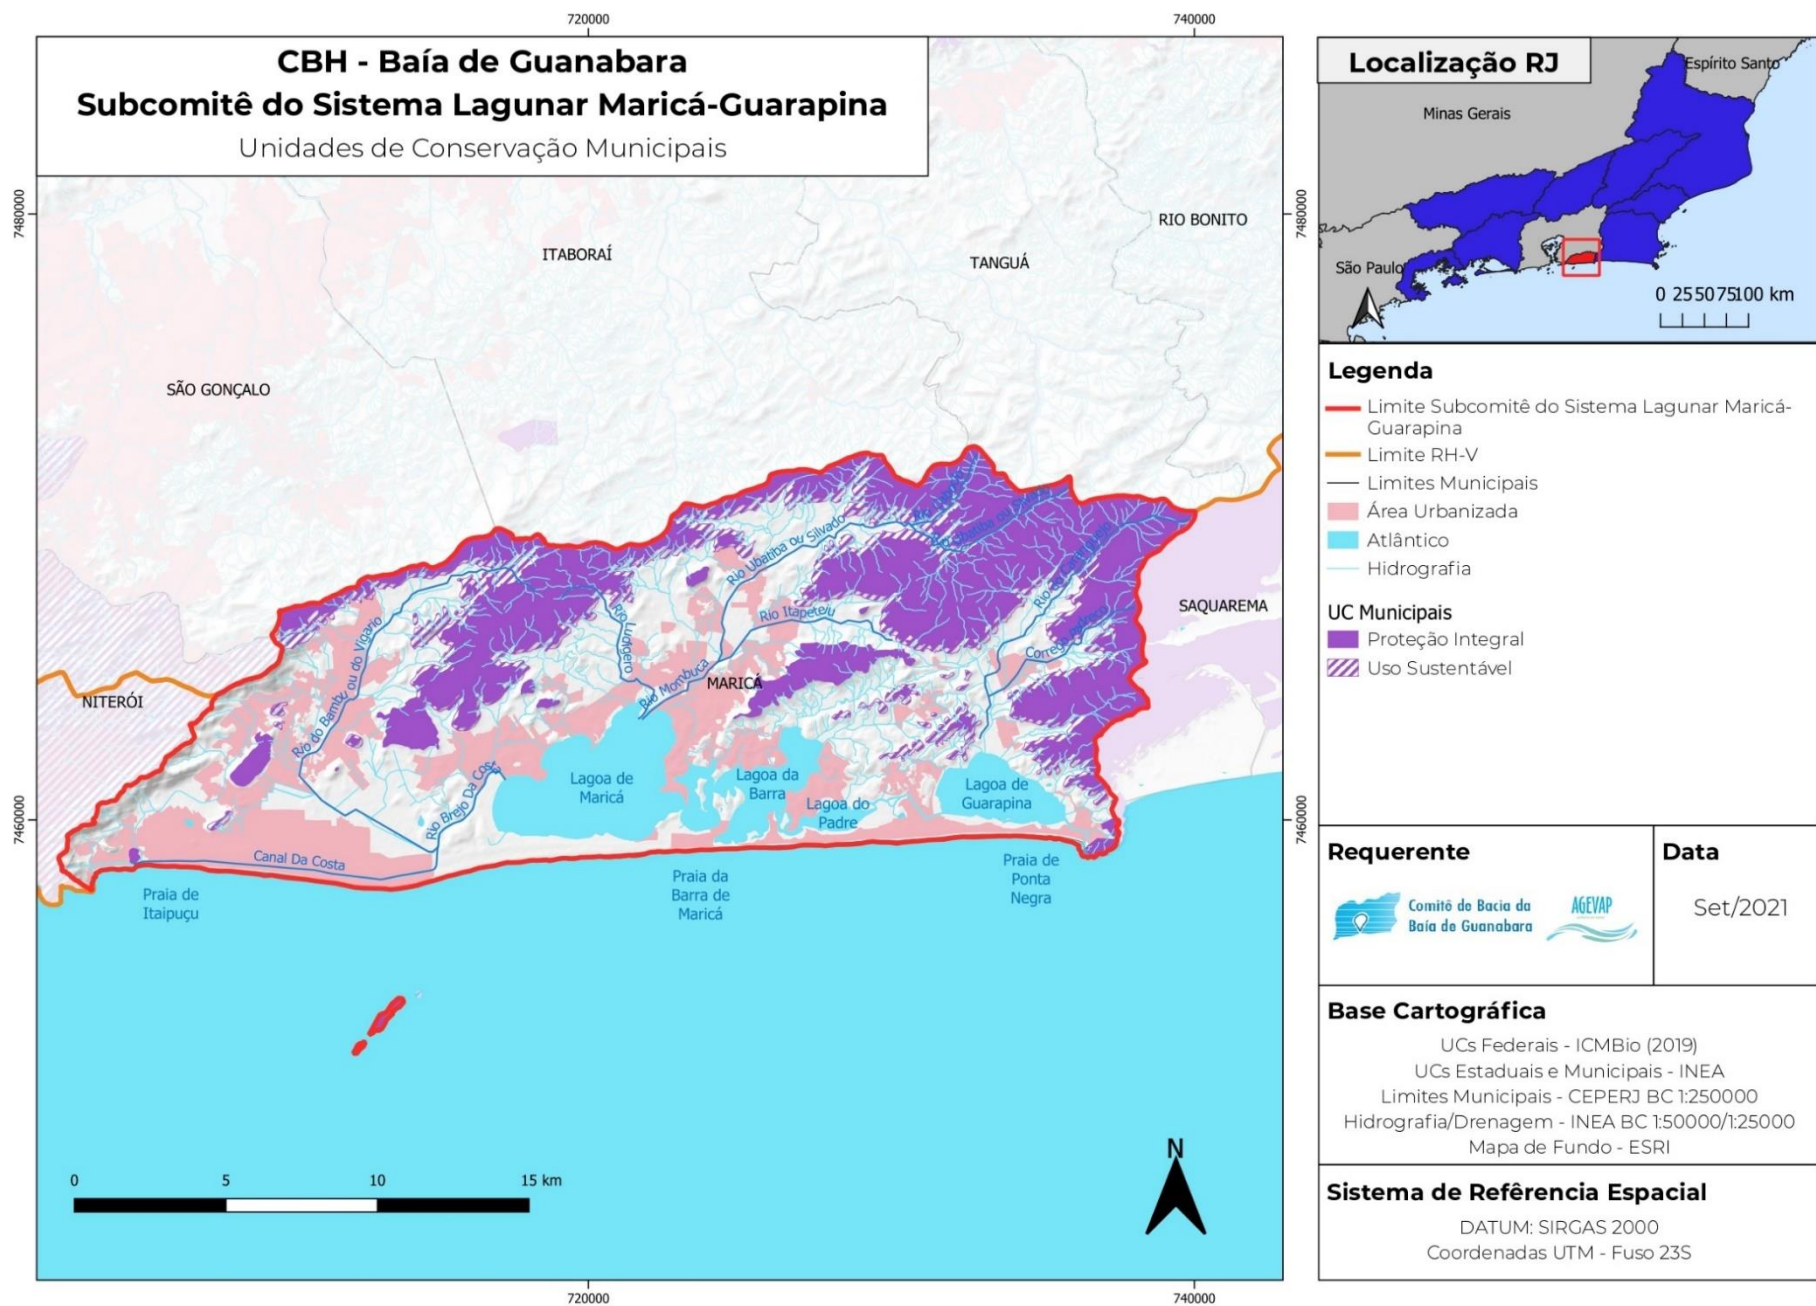 720000
740000
CBH - Baía de Guanabara
Subcomitê do Sistema Lagunar Maricá-Guarapina
Unidades de Conservação Municipais
7480000
7480000
RIO BONITO
ITABORAÍ
TANGUÁ
SÃO GONÇALO
SAQUAREMA
NITERÓI
MARICÁ
Rio Ubatiba ou Silvado
Rio Itapeteiu
Rio Mombuca
Rio do Bambu ou do Vigário
Rio Brejo Da Cos
Canal Da Costa
Lagoa de
Maricá
Lagoa da
Barra
Lagoa do
Padre
Lagoa de
Guarapina
7460000
7460000
Praia de
Itaipuçu
Praia da
Barra de
Maricá
Praia de
Ponta
Negra
0 5 10 15 km
N
720000
740000
Localização RJ
Espírito Santo
Minas Gerais
São Paulo
0 25 50 75 100 km
Legenda
Limite Subcomitê do Sistema Lagunar Maricá-
Guarapina
Limite RH-V
Limites Municipais
Área Urbanizada
Atlântico
Hidrografia
UC Municipais
Proteção Integral
Uso Sustentável
Requerente
Comitê de Bacia da
Baía de Guanabara
AGEVAP
Data
Set/2021
Base Cartográfica
UCs Federais - ICMBio (2019)
UCs Estaduais e Municipais - INEA
Limites Municipais - CEPERJ BC 1:250000
Hidrografia/Drenagem - INEA BC 1:50000/1:25000
Mapa de Fundo - ESRI
Sistema de Refêrencia Espacial
DATUM: SIRGAS 2000
Coordenadas UTM - Fuso 23S